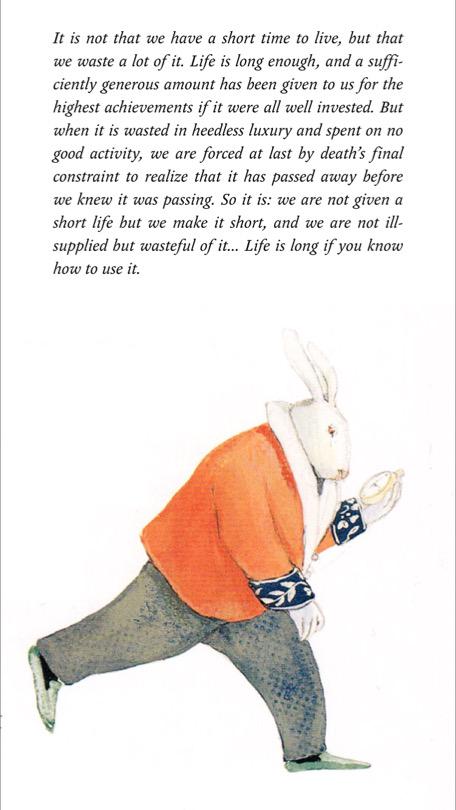 It is not that we have a short time to live, but that
we waste a lot of it. Life is long enough, and a suffi-
ciently generous amount has been given to us for the
highest achievements if it were all well invested. But
when it is wasted in heedless luxury and spent on no
good activity, we are forced at last by death's final
constraint to realize that it has passed away before
we knew it was passing. So it is: we are not given a
short life but we make it short, and we are not ill-
supplied but wasteful of it... Life is long if you know
how to use it.